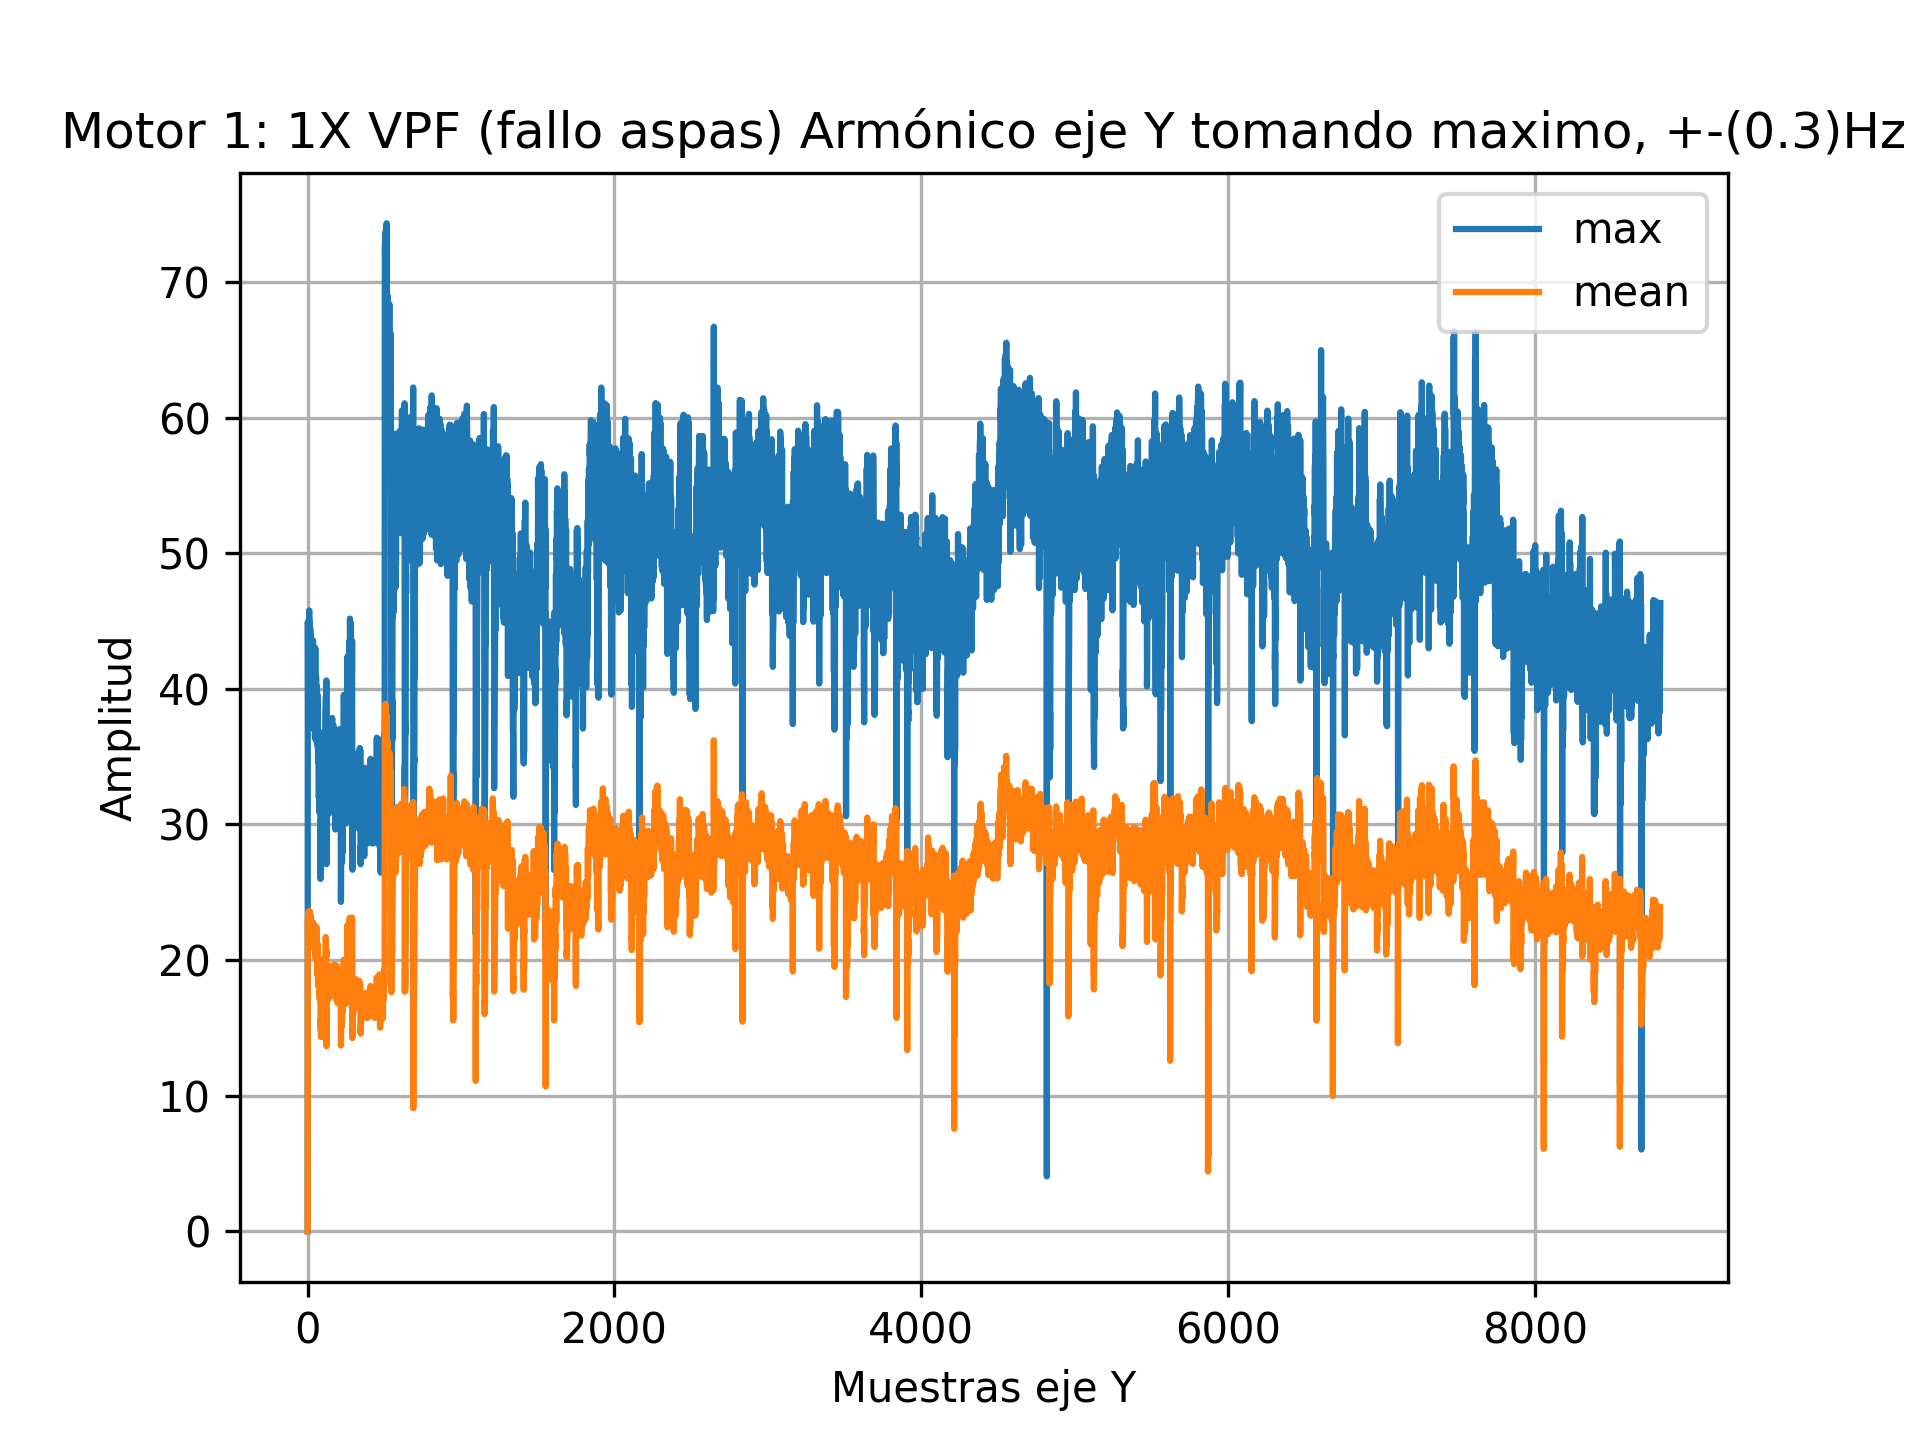 Motor 1: 1X VPF (fallo aspas) Armónico eje Y tomando maximo, +-(0.3)Hz
max
mean
70
60
50
40
30
20
10
0
Amplitud
0 2000 4000 6000 8000
Muestras eje Y